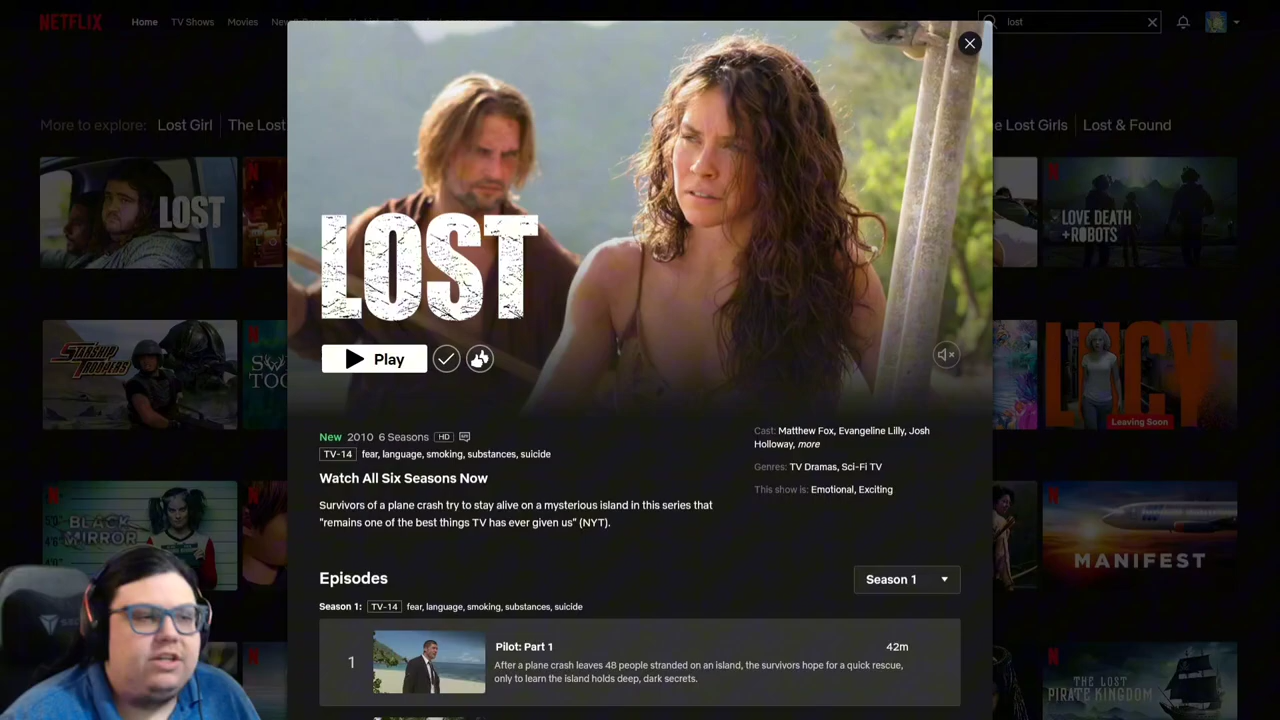 NETFLIX
Home
TV Shows
Movies
lost
More to explore:
Lost Girl
The Lost
e Lost Girls
Lost & Found
LOST
LOVE DEATH
+ROBOTS
LOST
STARSHIP
TROOPERS
LUCY
Leaving Soon
Play
New 2010 6 Seasons HD
TV-14 fear, language, smoking, substances, suicide
Watch All Six Seasons Now
Survivors of a plane crash try to stay alive on a mysterious island in this series that
"remains one of the best things TV has ever given us" (NYT).
Cast: Matthew Fox, Evangeline Lilly, Josh
Holloway, more
Genres: TV Dramas, Sci-Fi TV
This show is: Emotional, Exciting
BLACK
MIRROR
MANIFEST
Episodes
Season 1
Season 1: TV-14 fear, language, smoking, substances, suicide
1
Pilot: Part 1
42m
After a plane crash leaves 48 people stranded on an island, the survivors hope for a quick rescue,
only to learn the island holds deep, dark secrets.
THE LOST
PIRATE KINGDOM